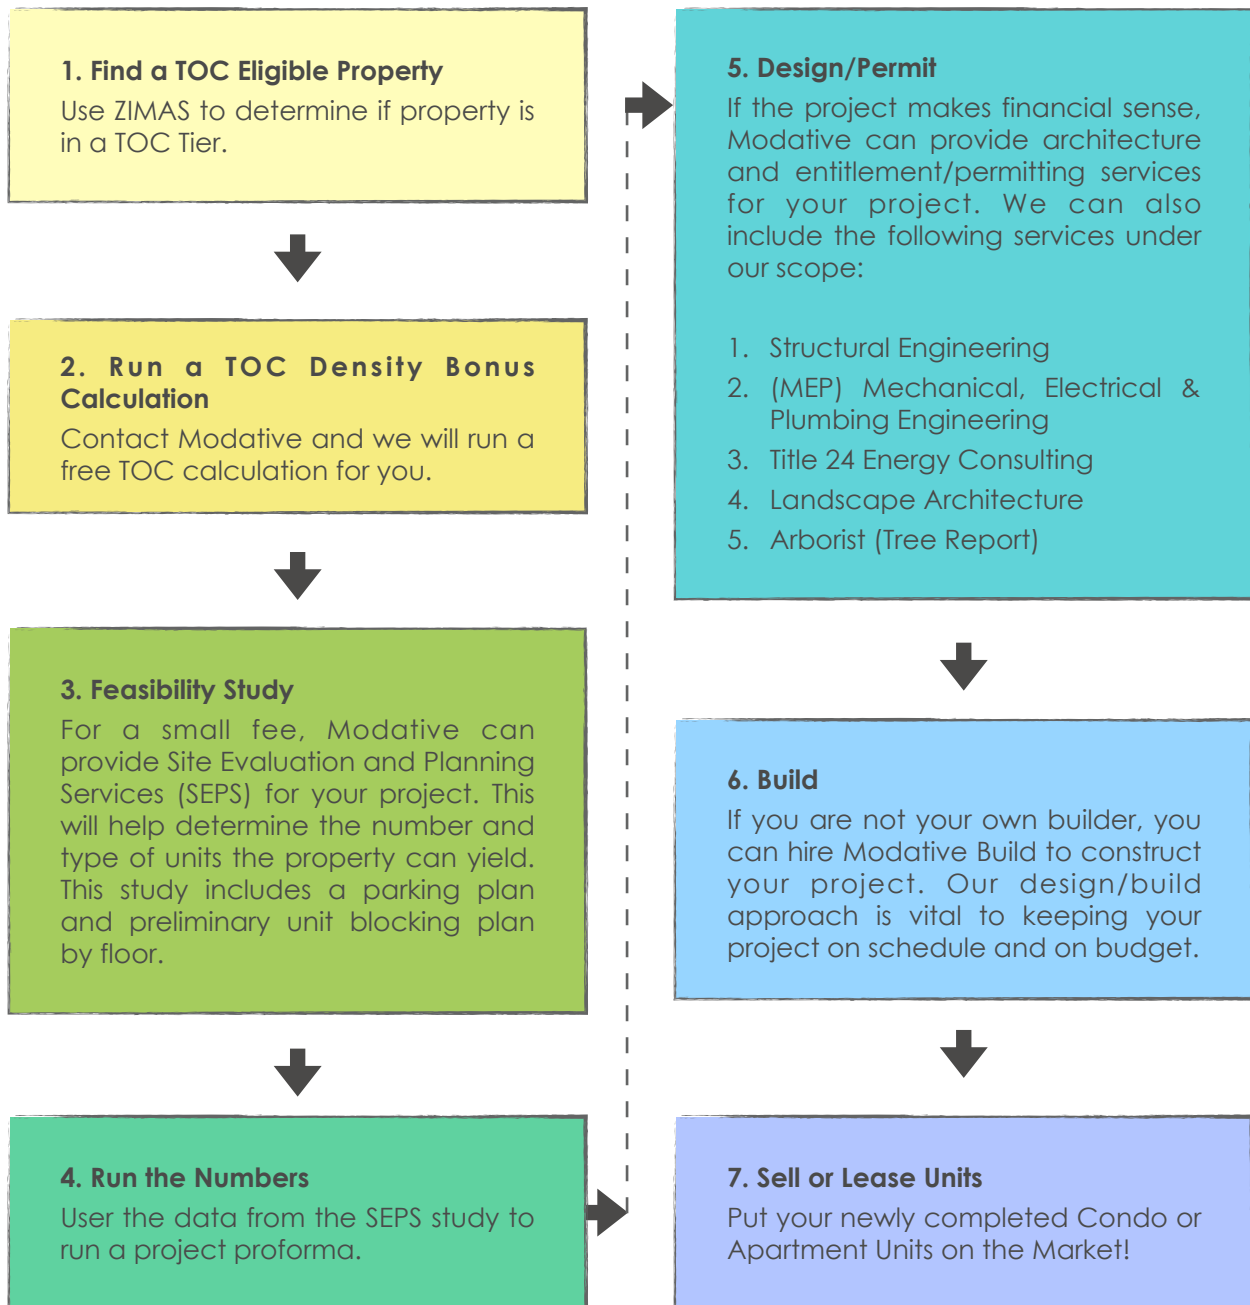 1. Find a TOC Eligible Property
Use ZIMAS to determine if property is
in a TOC Tier.
2. Run a TOC Density Bonus
Calculation
Contact Modative and we will run a
free TOC calculation for you.
3. Feasibility Study
For a small fee, Modative can
provide Site Evaluation and Planning
Services (SEPS) for your project. This
will help determine the number and
type of units the property can yield.
This study includes a parking plan
and preliminary unit blocking plan
by floor.
4. Run the Numbers
User the data from the SEPS study to
run a project proforma.
5. Design/Permit
If the project makes financial sense,
Modative can provide architecture
and entitlement/permitting services
for your project. We can also
include the following services under
our scope:
1. Structural Engineering
2. (MEP) Mechanical, Electrical &
Plumbing Engineering
3. Title 24 Energy Consulting
4. Landscape Architecture
5. Arborist (Tree Report)
6. Build
If you are not your own builder, you
can hire Modative Build to construct
your project. Our design/build
approach is vital to keeping your
project on schedule and on budget.
7. Sell or Lease Units
Put your newly completed Condo or
Apartment Units on the Market!